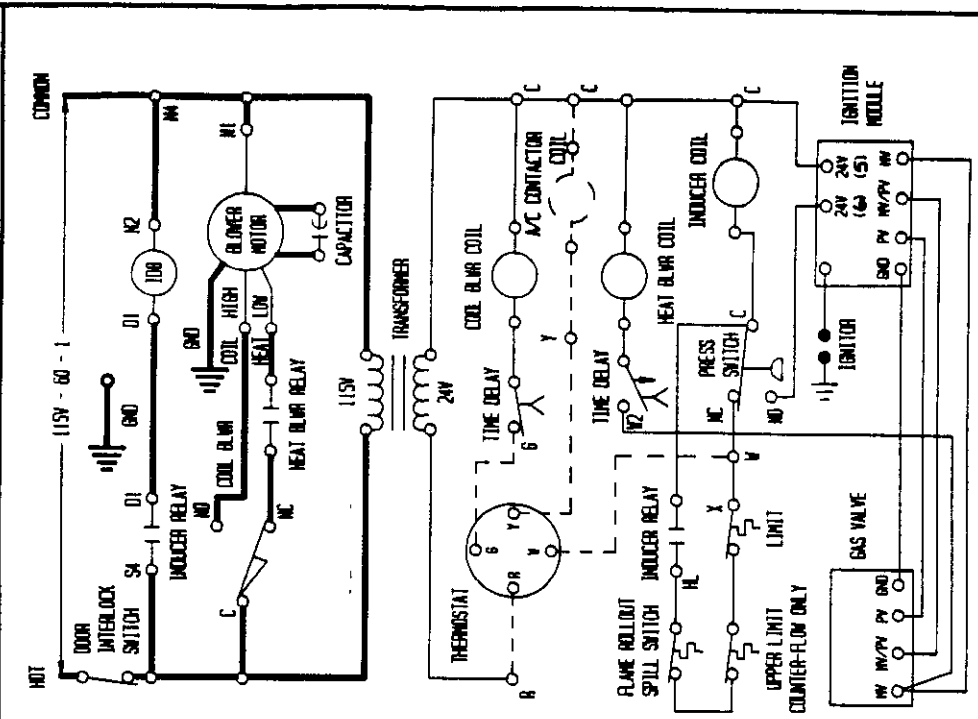 COMMON
115V - 60 - 1
HOT
DOOR
INTERLOCK
SWITCH
S4
INDUCER RELAY
D1
GND
D1
IDB
N2
N4
C
NO
NC
COOL BLWR
COIL
HIGH
LOW
HEAT
HEAT BLWR RELAY
GND
BLOWER
MOTOR
M1
CAPACITOR
115V
TRANSFORMER
24V
R
THERMOSTAT
R
G
Y
W
G
TIME DELAY
COOL BLWR COIL
C
Y
A/C CONTACTOR
COIL
C
W2
TIME DELAY
HEAT BLWR COIL
FLAME ROLLOUT
SPILL SWITCH
HL
INDUCER RELAY
UPPER LIMIT
COUNTER-FLOW ONLY
LIMIT
X
W
NC
NO
PRESS
SWITCH
C
INDUCER COIL
C
IGNITOR
IGNITION
MODULE
24V
(5)
24V
(6)
GND
PV
MV/PV
MV
GAS VALVE
MV
MV/PV
PV
GND